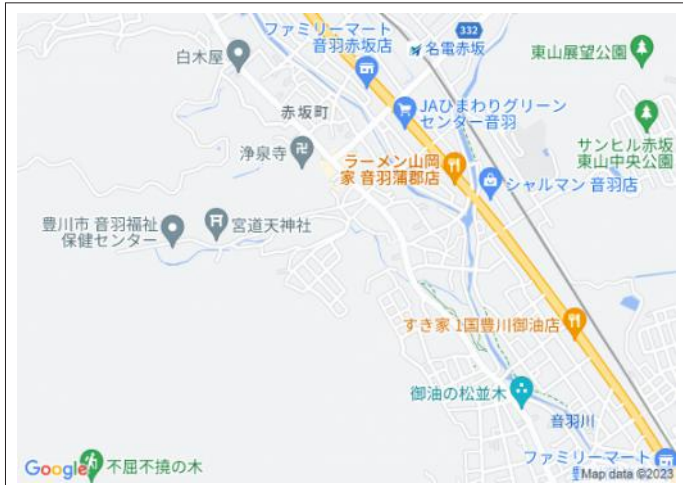 ファミリーマート
音羽赤坂店
332
名電赤坂
東山展望公園
白木屋
赤坂町
JAひまわりグリーン
センター音羽
サンヒル赤坂
東山中央公園
浄泉寺
ラーメン山岡
家 音羽蒲郡店
シャルマン 音羽店
豊川市 音羽福祉
保健センター
宮道天神社
すき家 1国豊川御油店
御油の松並木
音羽川
ファミリーマート
Google
不屈不撓の木
Map data ©2023